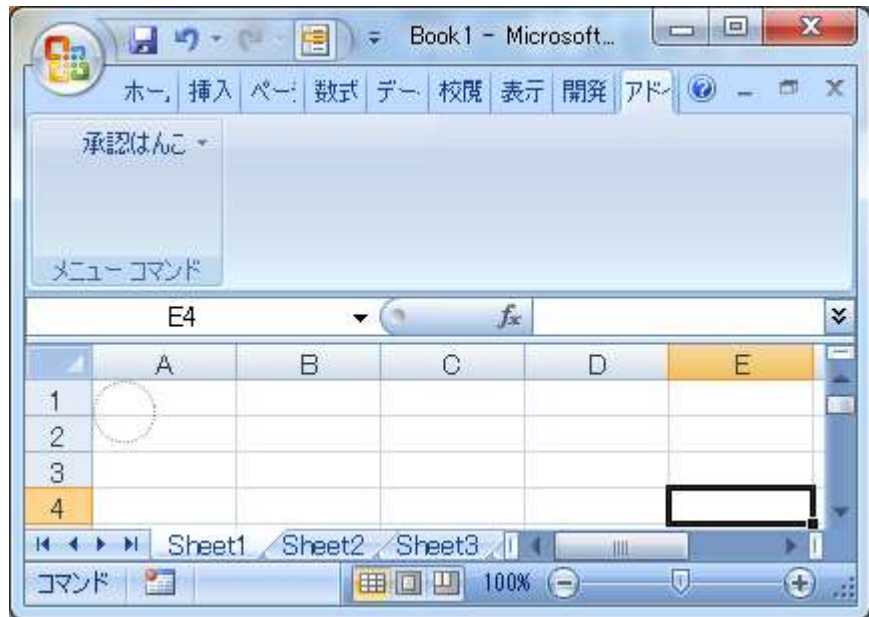 Book1 - Microsoft...
ホー, 挿入 ページ 数式 デー 校閲 表示 開発 アド
承認はんこ
メニュー コマンド
E4 fx
A B C D E
1
2
3
4
Sheet1 Sheet2 Sheet3
コマンド 100%